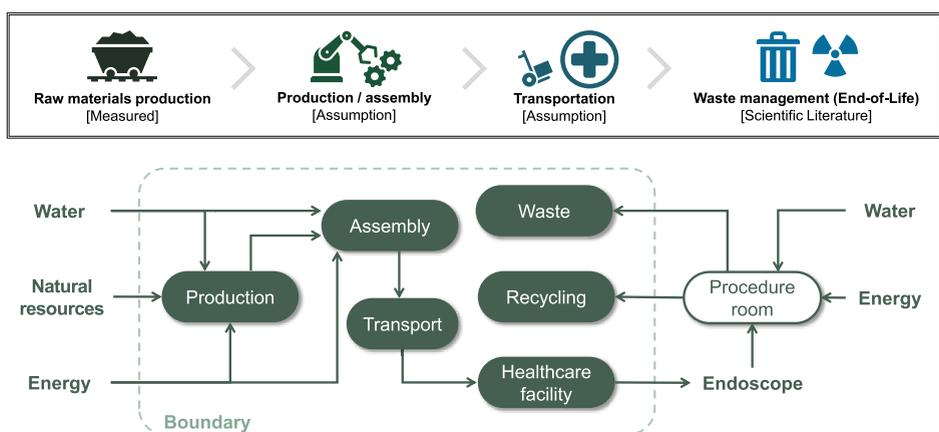 Raw materials production
[Measured]
Production / assembly
[Assumption]
Transportation
[Assumption]
Waste management (End-of-Life)
[Scientific Literature]
Water
Natural
resources
Energy
Production
Assembly
Transport
Waste
Recycling
Healthcare
facility
Procedure
room
Water
Energy
Endoscope
Boundary